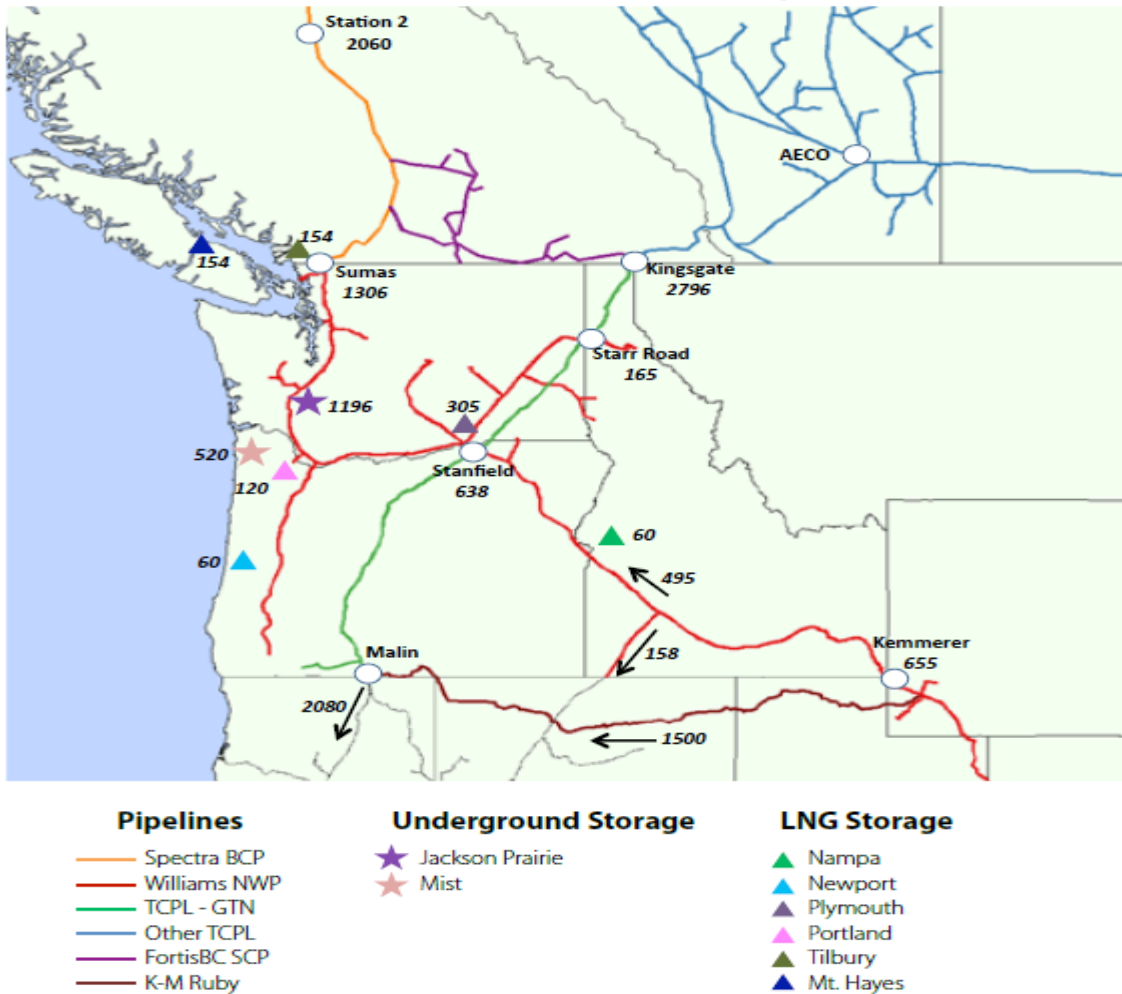 Station 2
2060
AECO
154
154
Sumas
1306
Kingsgate
2796
Starr Road
165
1196
305
520
120
Stanfield
638
60
60
495
Kemmerer
655
158
Malin
2080
1500
Pipelines
Spectra BCP
Williams NWP
TCPL - GTN
Other TCPL
FortisBC SCP
K-M Ruby
Underground Storage
Jackson Prairie
Mist
LNG Storage
Nampa
Newport
Plymouth
Portland
Tilbury
Mt. Hayes